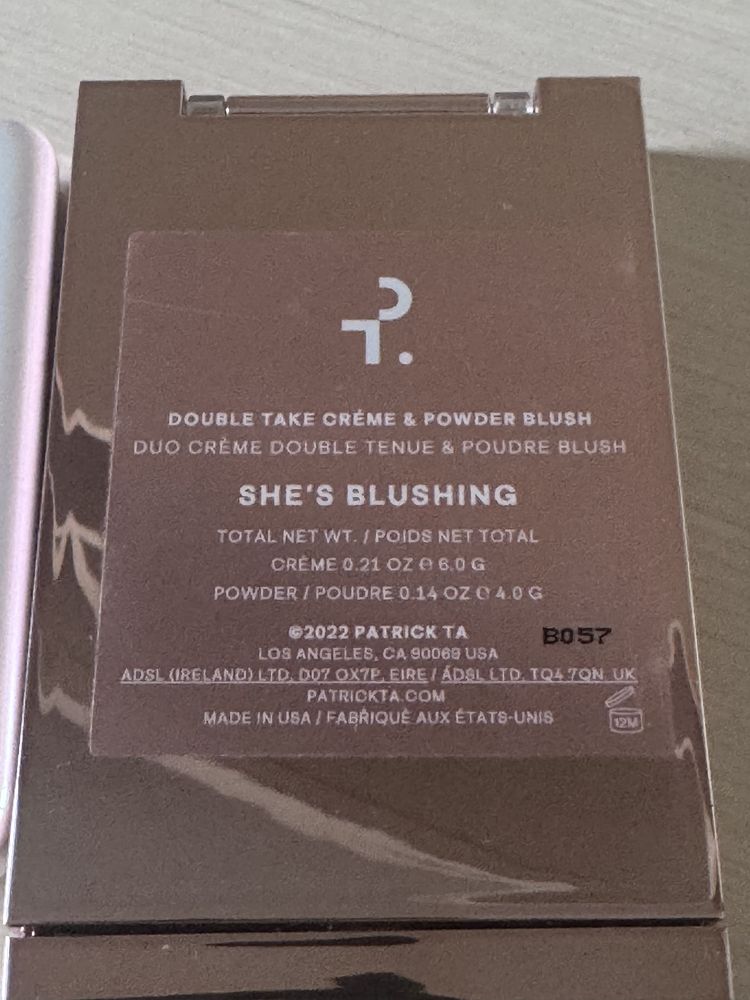 DOUBLE TAKE CRÈME & POWDER BLUSH
DUO CRÈME DOUBLE TENUE & POUDRE BLUSH
SHE'S BLUSHING
TOTAL NET WT. / POIDS NET TOTAL
CRÈME 0.21 OZ ℮ 6.0 G
POWDER / POUDRE 0.14 OZ ℮ 4.0 G
©2022 PATRICK TA
B057
LOS ANGELES, CA 90069 USA
ADSL (IRELAND) LTD, D07 OX7P, EIRE / ADSL LTD. TQ4 7QN UK
PATRICKTA.COM
MADE IN USA / FABRIQUÉ AUX ÉTATS-UNIS
12M